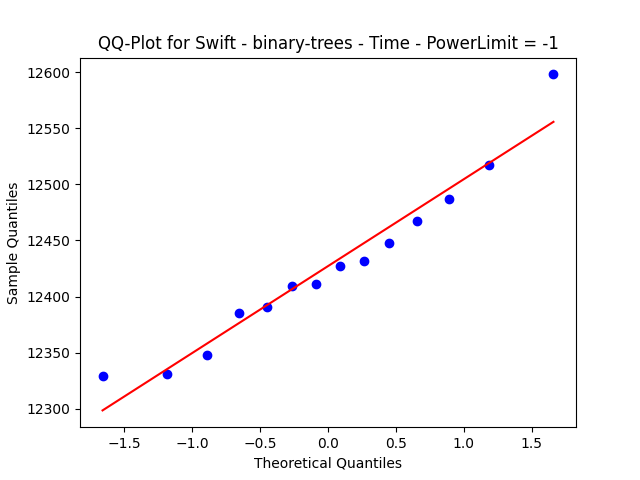 QQ-Plot for Swift - binary-trees - Time - PowerLimit = -1
12600
12550
12500
12450
12400
12350
12300
Sample Quantiles
−1.5 −1.0 −0.5 0.0 0.5 1.0 1.5
Theoretical Quantiles